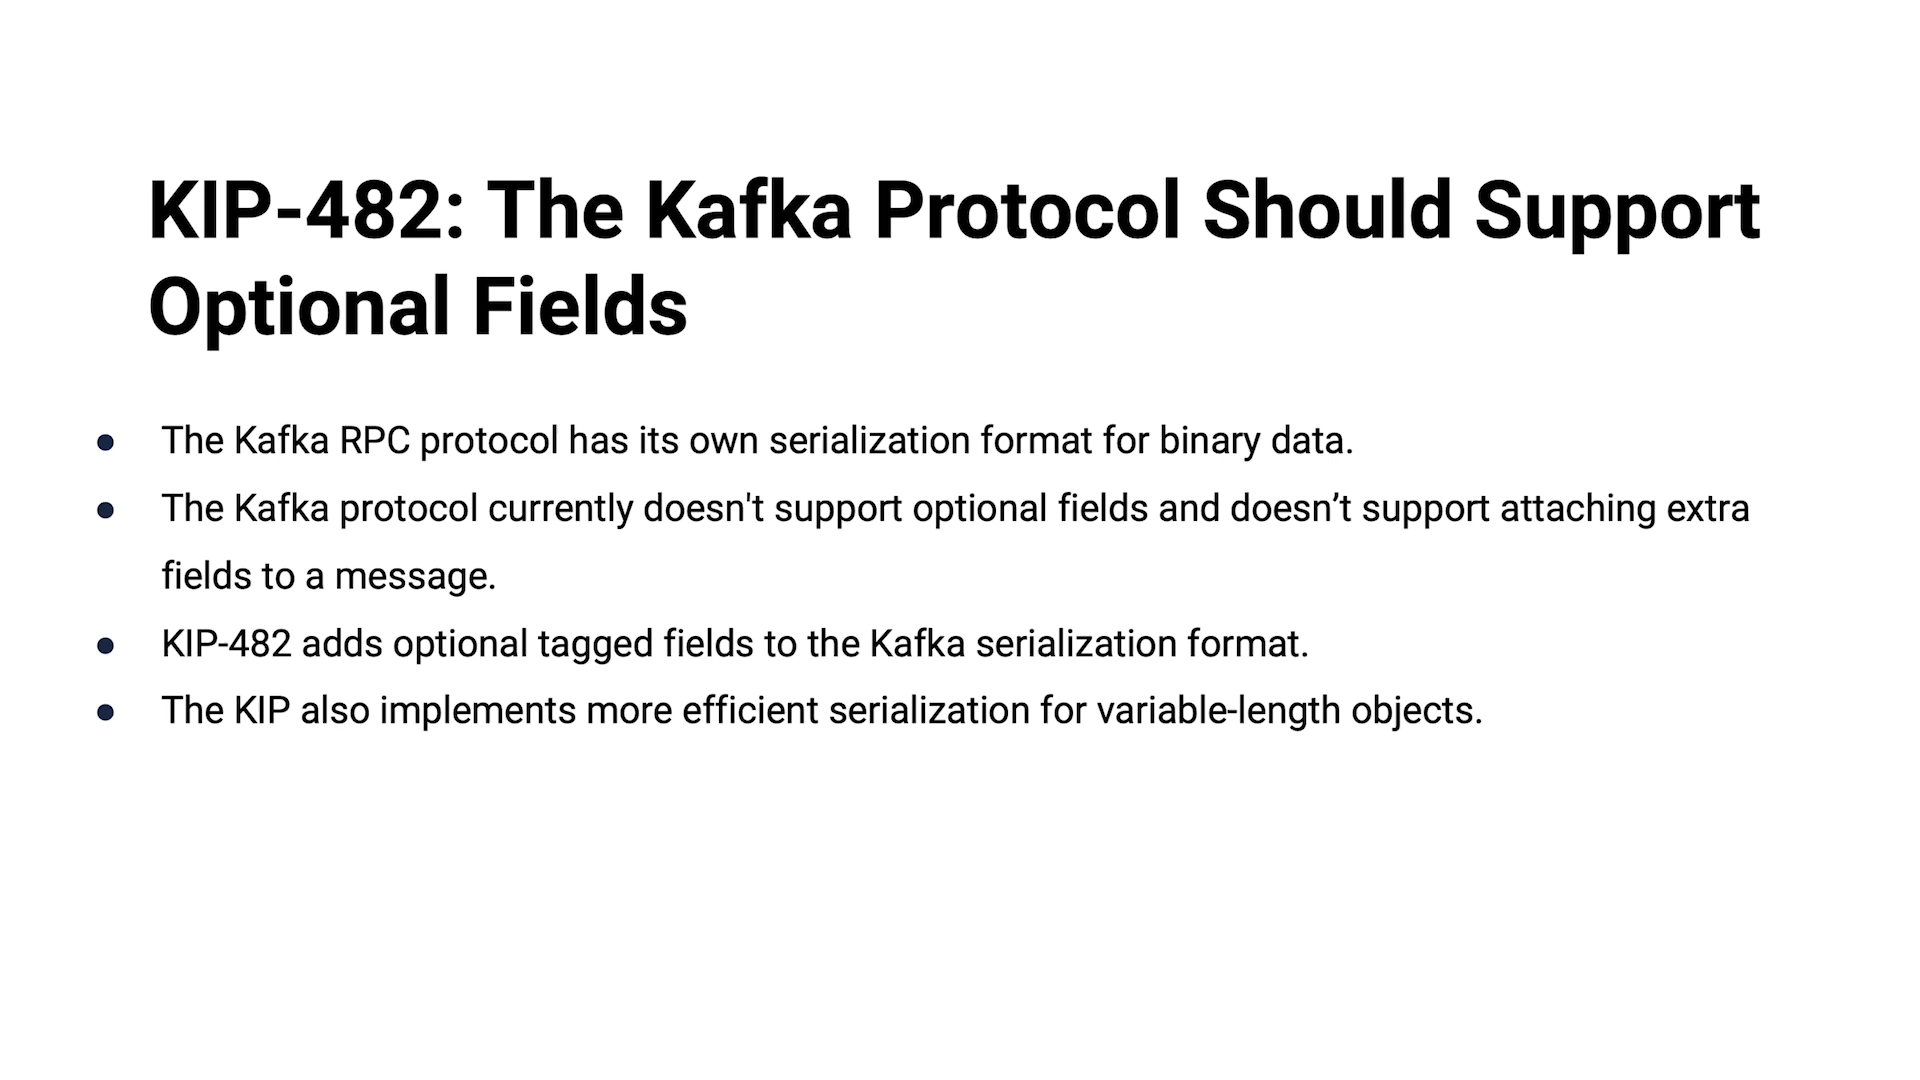 KIP-482: The Kafka Protocol Should Support
Optional Fields
● The Kafka RPC protocol has its own serialization format for binary data.
● The Kafka protocol currently doesn't support optional fields and doesn’t support attaching extra
fields to a message.
● KIP-482 adds optional tagged fields to the Kafka serialization format.
● The KIP also implements more efficient serialization for variable-length objects.